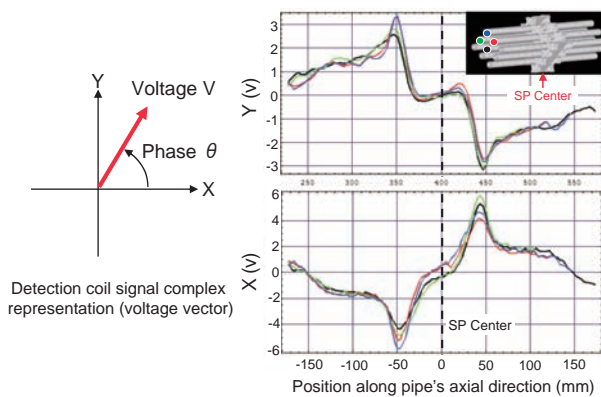 Y
Voltage V
Phase θ
X
Detection coil signal complex
representation (voltage vector)
Y (v)
3
2
1
0
-1
-2
-3
250
300
350
400
450
500
550
SP Center
X (v)
6
4
2
0
-2
-4
-6
SP Center
-150
-100
-50
0
50
100
150
Position along pipe's axial direction (mm)